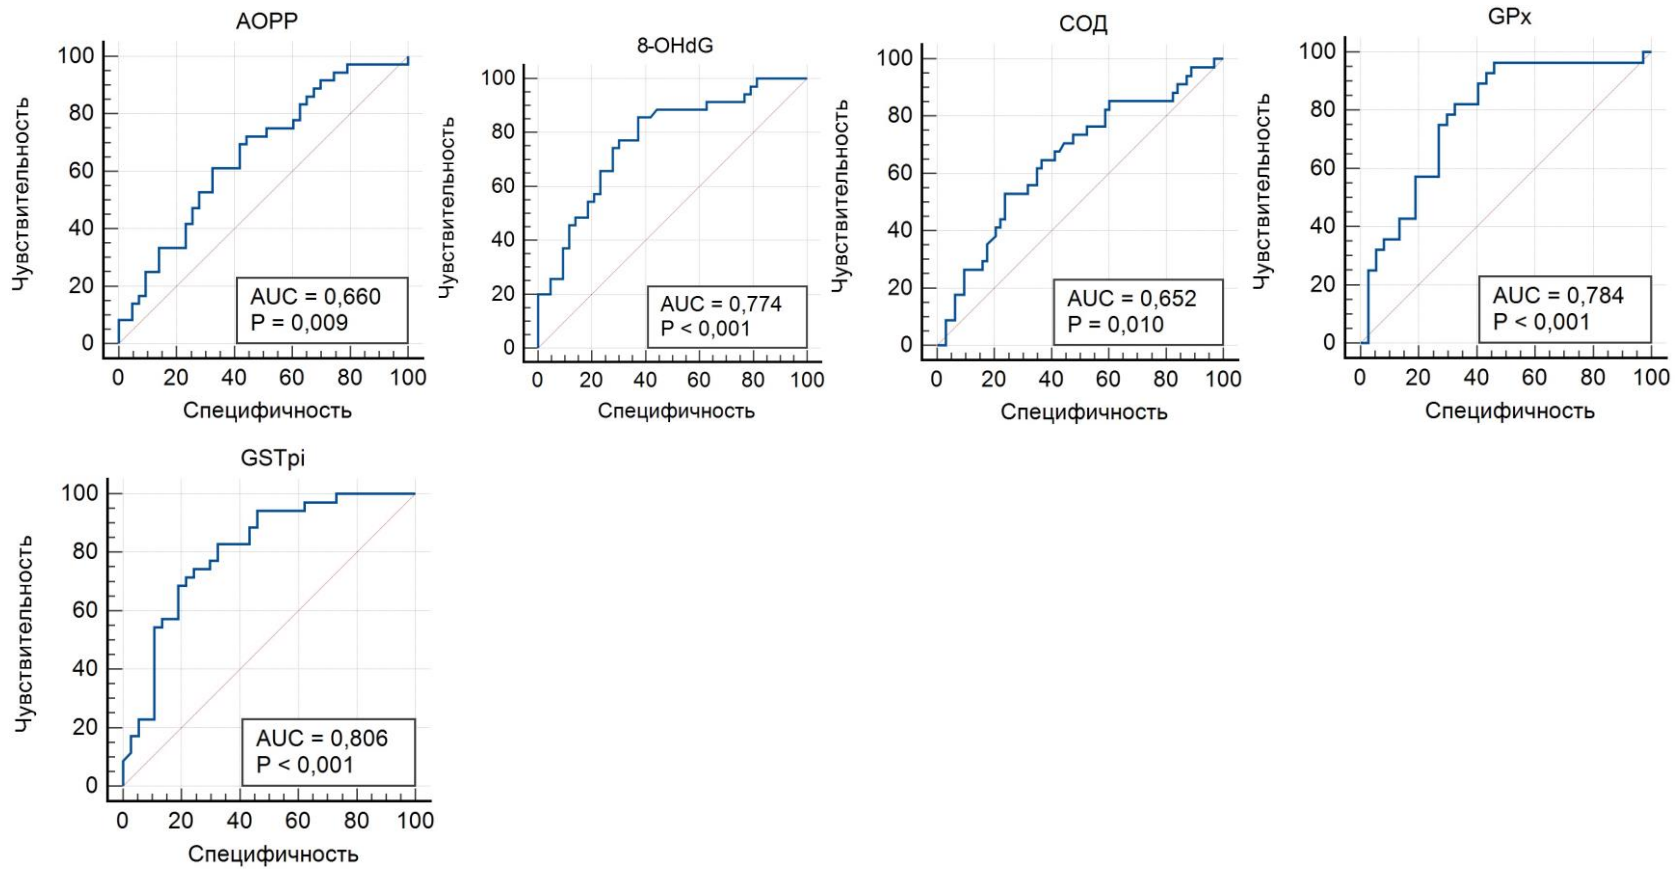 AOPP
Чувствительность
100
80
60
40
20
0
AUC = 0,660
P = 0,009
0 20 40 60 80 100
Специфичность
8-OHdG
Чувствительность
100
80
60
40
20
0
AUC = 0,774
P < 0,001
0 20 40 60 80 100
Специфичность
СОД
Чувствительность
100
80
60
40
20
0
AUC = 0,652
P = 0,010
0 20 40 60 80 100
Специфичность
GPx
Чувствительность
100
80
60
40
20
0
AUC = 0,784
P < 0,001
0 20 40 60 80 100
Специфичность
GSTpi
Чувствительность
100
80
60
40
20
0
AUC = 0,806
P < 0,001
0 20 40 60 80 100
Специфичность